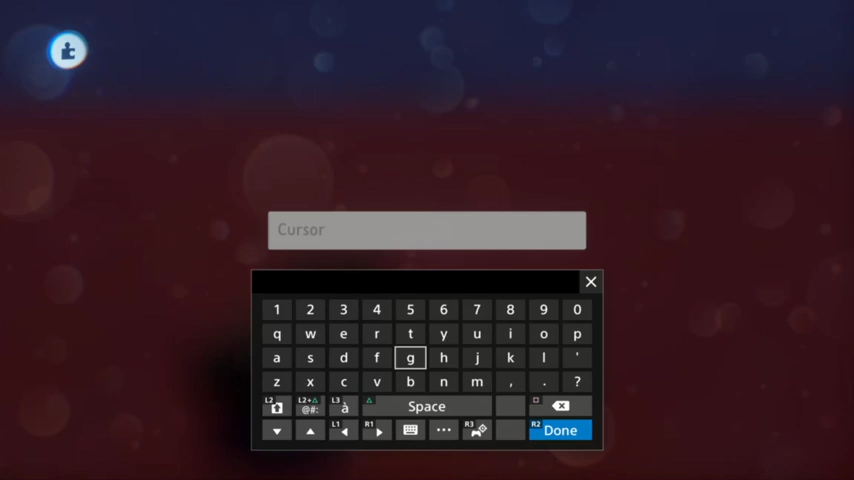 Cursor
1 2 3 4 5 6 7 8 9 0
q w e r t y u i o p
a s d f g h j k l '
z x c v b n m , . ?
L2 L2+△ @#: L3 à △ Space □
L1 R1 ... R3 R2 Done